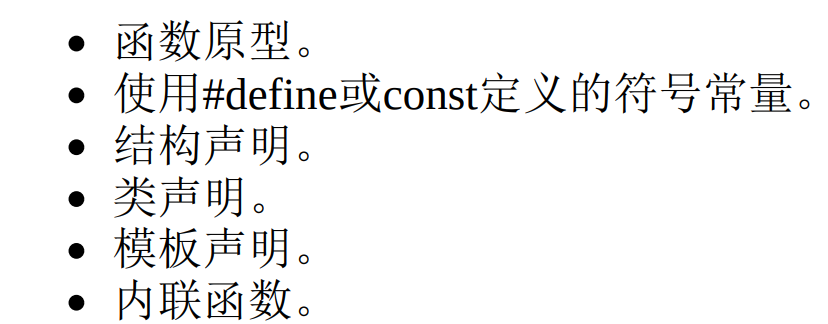 • 函数原型。
• 使用#define或const定义的符号常量。
• 结构声明。
• 类声明。
• 模板声明。
• 内联函数。